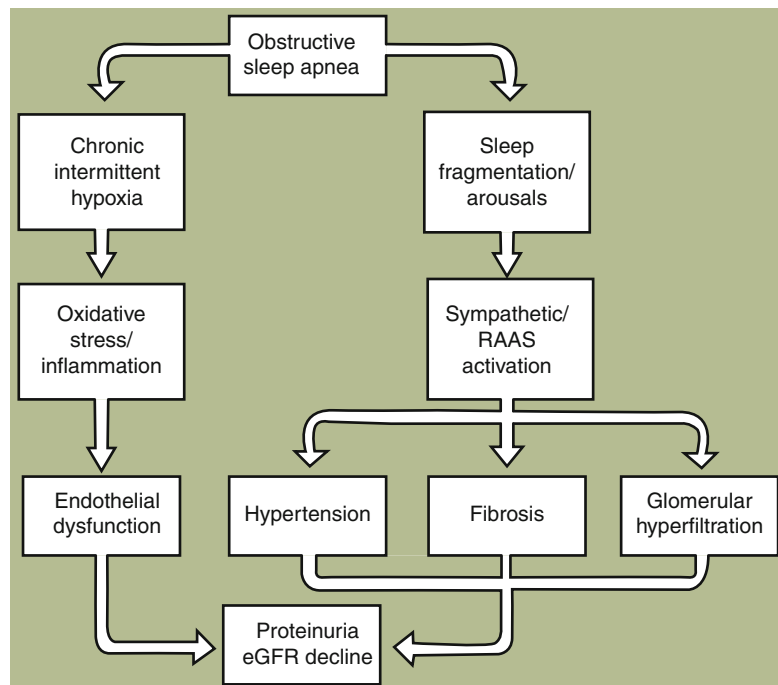 Obstructive
sleep apnea
Chronic
intermittent
hypoxia
Sleep
fragmentation/
arousals
Oxidative
stress/
inflammation
Sympathetic/
RAAS
activation
Endothelial
dysfunction
Hypertension
Fibrosis
Glomerular
hyperfiltration
Proteinuria
eGFR decline